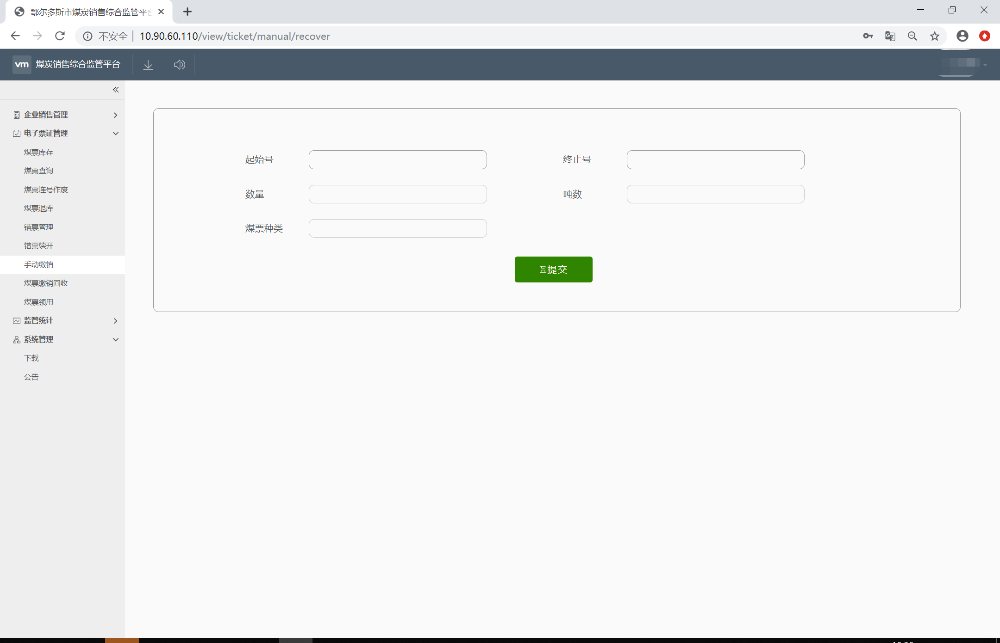 鄂尔多斯市煤炭销售综合监管平台
不安全
10.90.60.110/view/ticket/manual/recover
vm
煤炭销售综合监管平台
企业销售管理
电子票证管理
煤票库存
煤票查询
煤票连号作废
煤票退库
错票管理
错票续开
手动缴销
煤票缴销回收
煤票领用
监管统计
系统管理
下载
公告
起始号
终止号
数量
吨数
煤票种类
提交